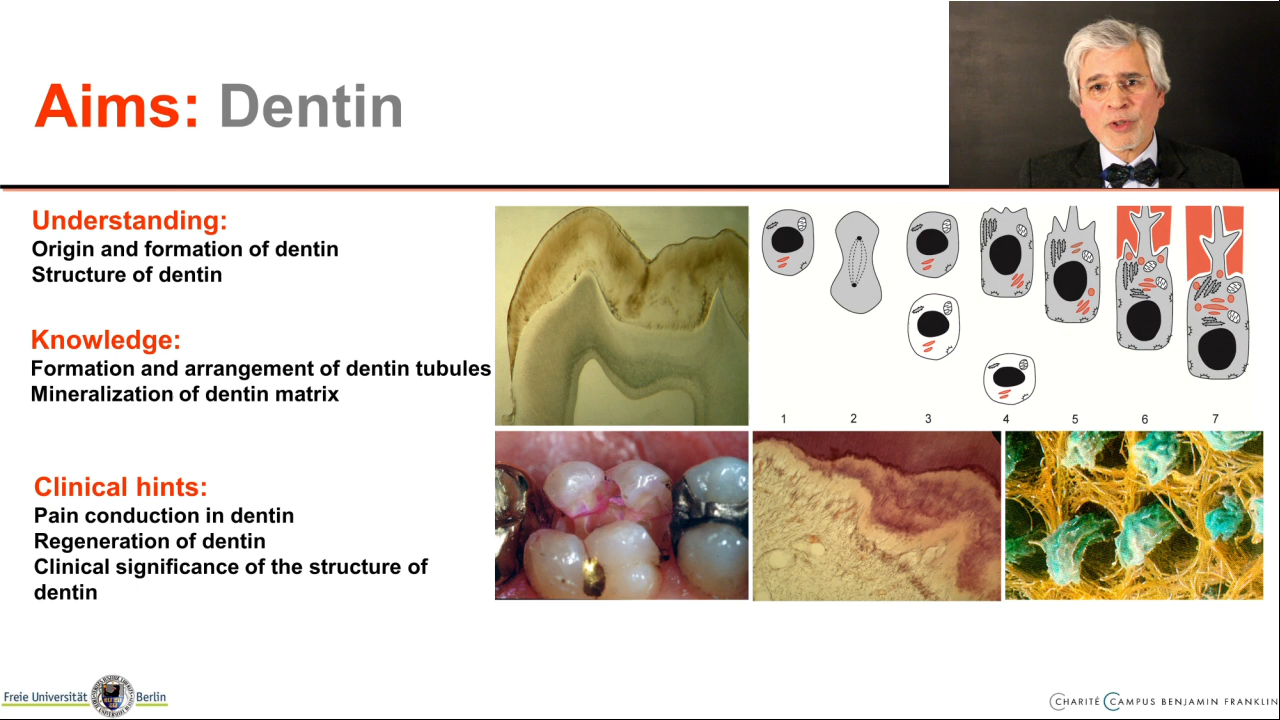 Aims: Dentin
Understanding:
Origin and formation of dentin
Structure of dentin
Knowledge:
Formation and arrangement of dentin tubules
Mineralization of dentin matrix
Clinical hints:
Pain conduction in dentin
Regeneration of dentin
Clinical significance of the structure of
dentin
1 2 3 4 5 6 7
Freie Universität Berlin
CHARITÉ CAMPUS BENJAMIN FRANKLIN